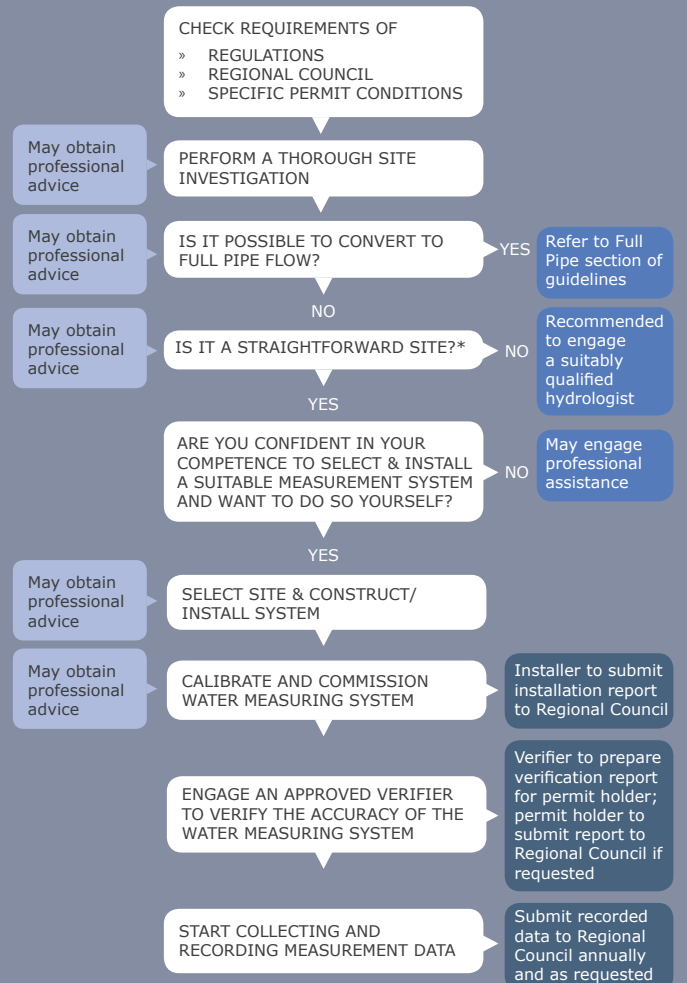 CHECK REQUIREMENTS OF
» REGULATIONS
» REGIONAL COUNCIL
» SPECIFIC PERMIT CONDITIONS
May obtain
professional
advice
PERFORM A THOROUGH SITE
INVESTIGATION
May obtain
professional
advice
IS IT POSSIBLE TO CONVERT TO
FULL PIPE FLOW?
YES
Refer to Full
Pipe section of
guidelines
NO
May obtain
professional
advice
IS IT A STRAIGHTFORWARD SITE?*
NO
Recommended
to engage
a suitably
qualified
hydrologist
YES
ARE YOU CONFIDENT IN YOUR
COMPETENCE TO SELECT & INSTALL
A SUITABLE MEASUREMENT SYSTEM
AND WANT TO DO SO YOURSELF?
NO
May engage
professional
assistance
YES
May obtain
professional
advice
SELECT SITE & CONSTRUCT/
INSTALL SYSTEM
May obtain
professional
advice
CALIBRATE AND COMMISSION
WATER MEASURING SYSTEM
Installer to submit
installation report
to Regional Council
ENGAGE AN APPROVED VERIFIER
TO VERIFY THE ACCURACY OF THE
WATER MEASURING SYSTEM
Verifier to prepare
verification report
for permit holder;
permit holder to
submit report to
Regional Council if
requested
START COLLECTING AND
RECORDING MEASUREMENT DATA
Submit recorded
data to Regional
Council annually
and as requested